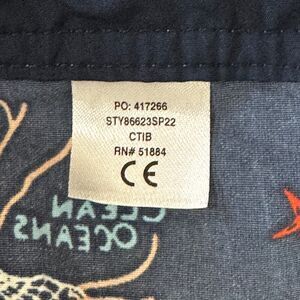 PO: 417266
STY86623SP22
CTIB
RN# 51884
CE
CLEAN
OCEANS